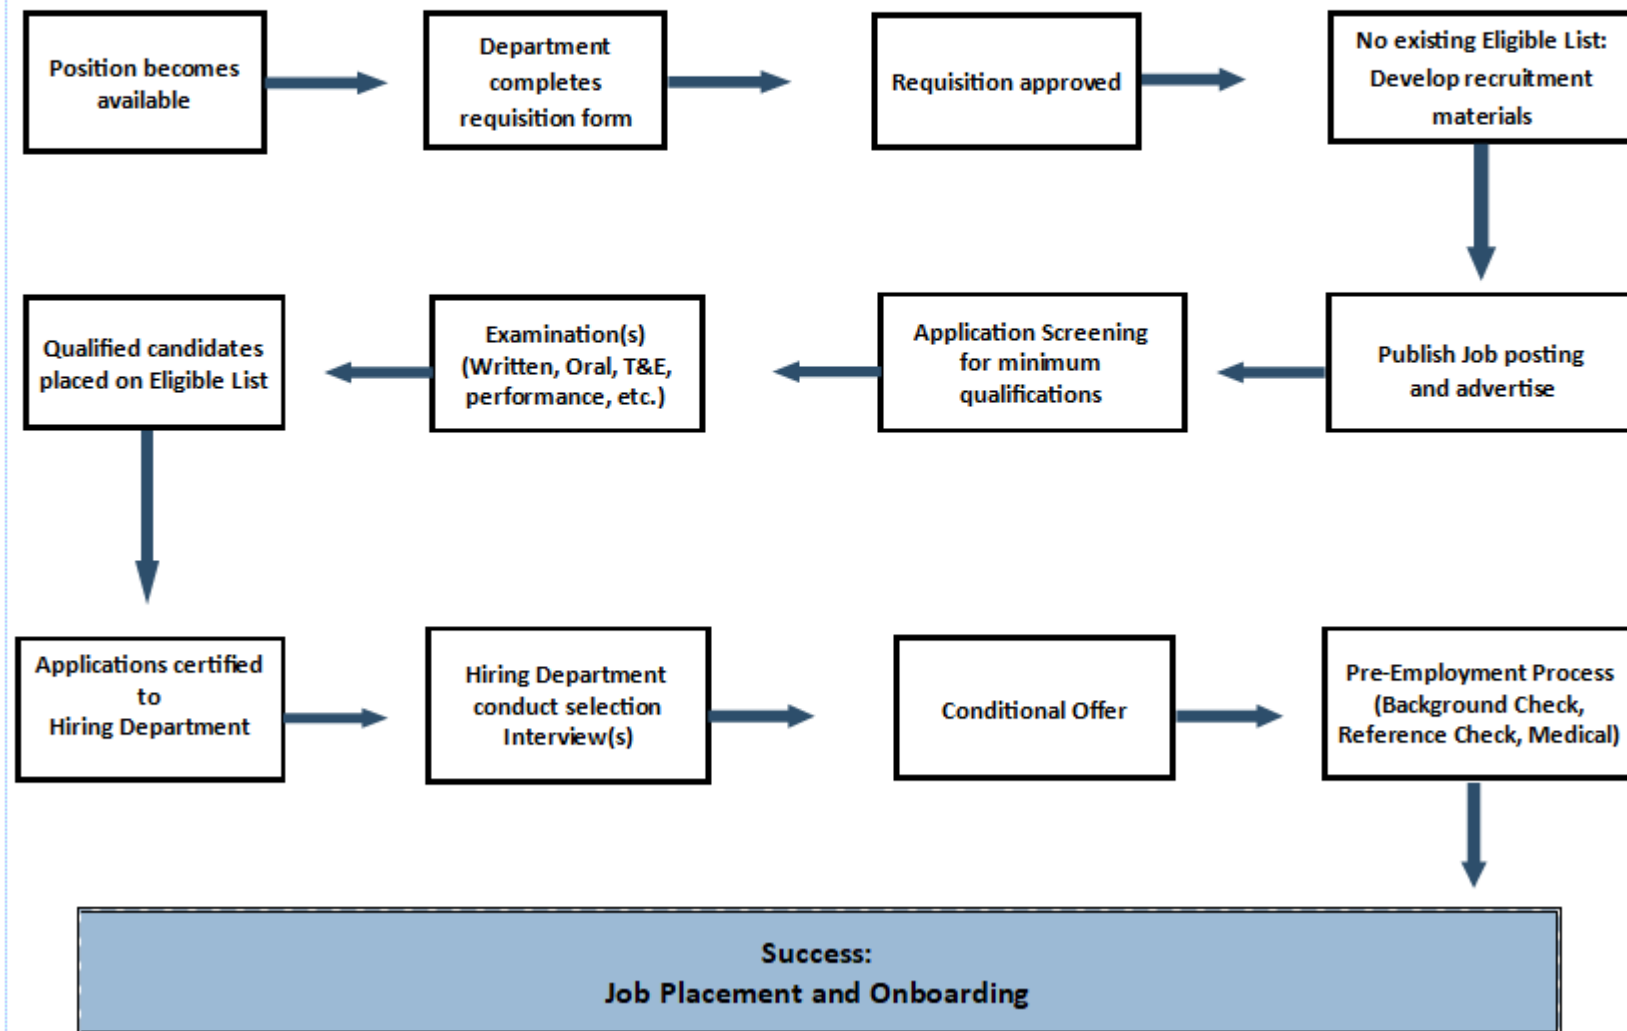 Position becomes
available
Department
completes
requisition form
Requisition approved
No existing Eligible List:
Develop recruitment
materials
Publish Job posting
and advertise
Application Screening
for minimum
qualifications
Examination(s)
(Written, Oral, T&E,
performance, etc.)
Qualified candidates
placed on Eligible List
Applications certified
to
Hiring Department
Hiring Department
conduct selection
Interview(s)
Conditional Offer
Pre-Employment Process
(Background Check,
Reference Check, Medical)
Success:
Job Placement and Onboarding